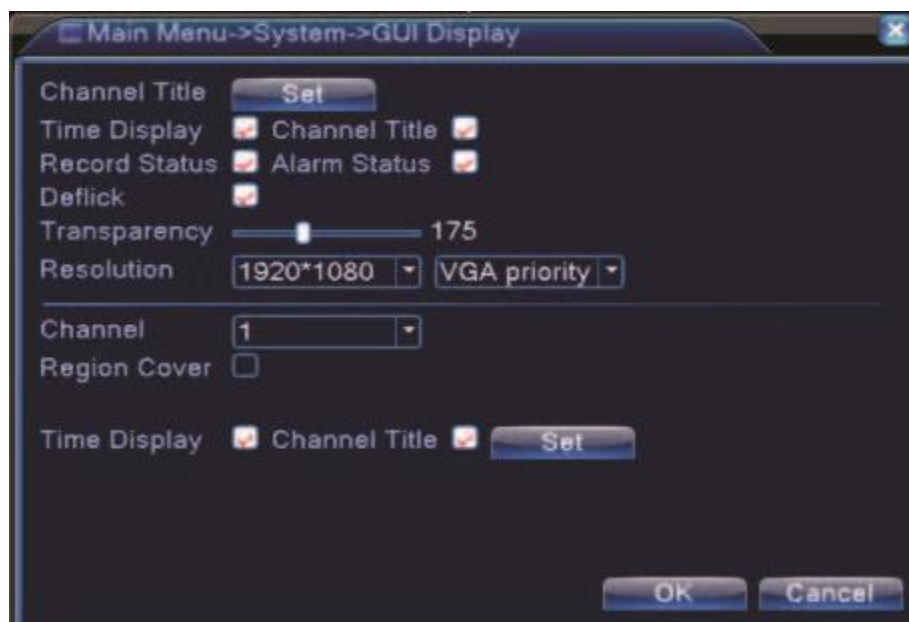 Main Menu->System->GUI Display
Channel Title Set
Time Display Channel Title
Record Status Alarm Status
Deflick
Transparency 175
Resolution 1920*1080 VGA priority
Channel 1
Region Cover
Time Display Channel Title Set
OK Cancel